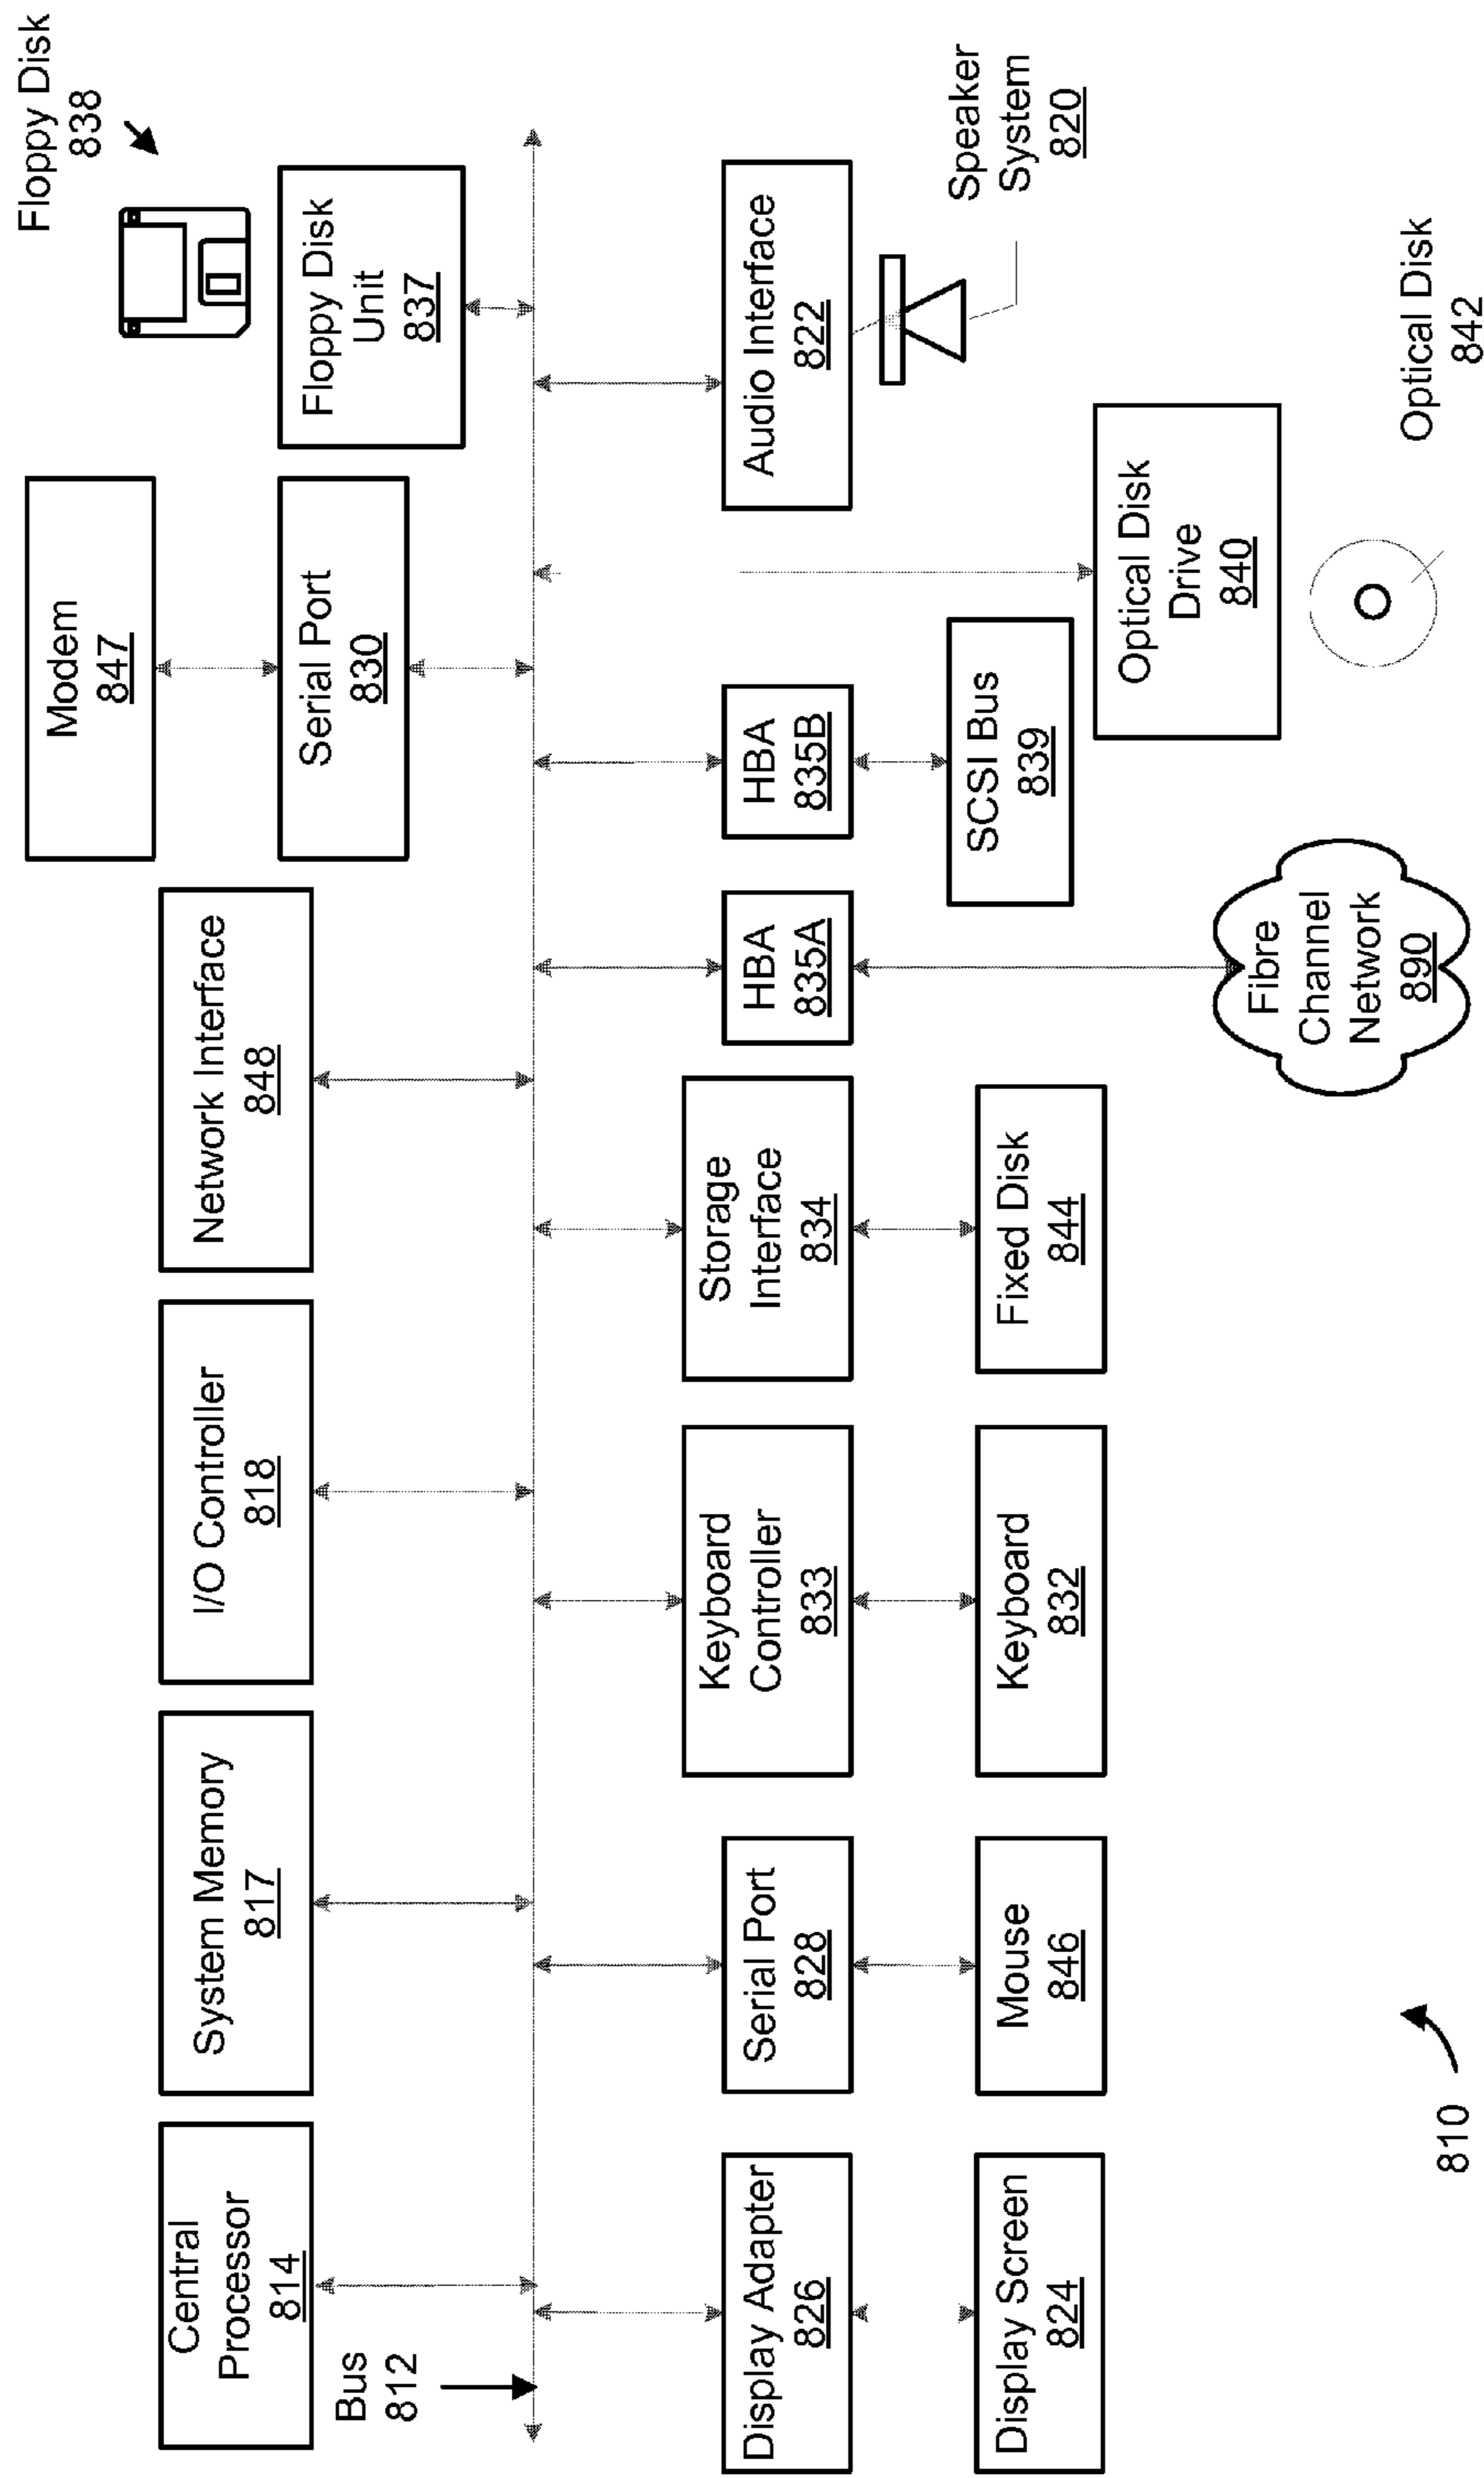 Central
Processor
814
System Memory
817
I/O Controller
818
Network Interface
848
Modem
847
Serial Port
830
Floppy Disk
838
Floppy Disk
Unit
837
Bus
812
Display Adapter
826
Serial Port
828
Keyboard
Controller
833
Storage
Interface
834
HBA
835A
HBA
835B
Audio Interface
822
Speaker
System
820
Display Screen
824
Mouse
846
Keyboard
832
Fixed Disk
844
SCSI Bus
839
Optical Disk
Drive
840
Fibre
Channel
Network
890
Optical Disk
842
810